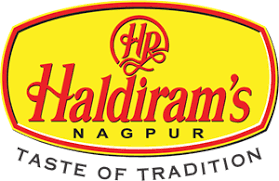 HR
Haldiram's
NAGPUR
TASTE OF TRADITION